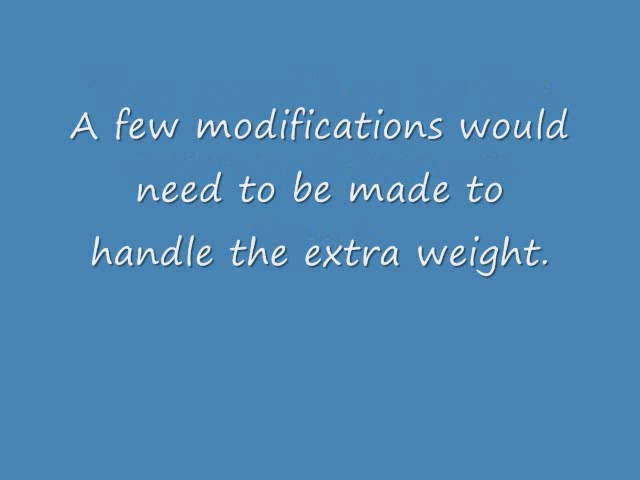 A few modifications would
need to be made to
handle the extra weight.